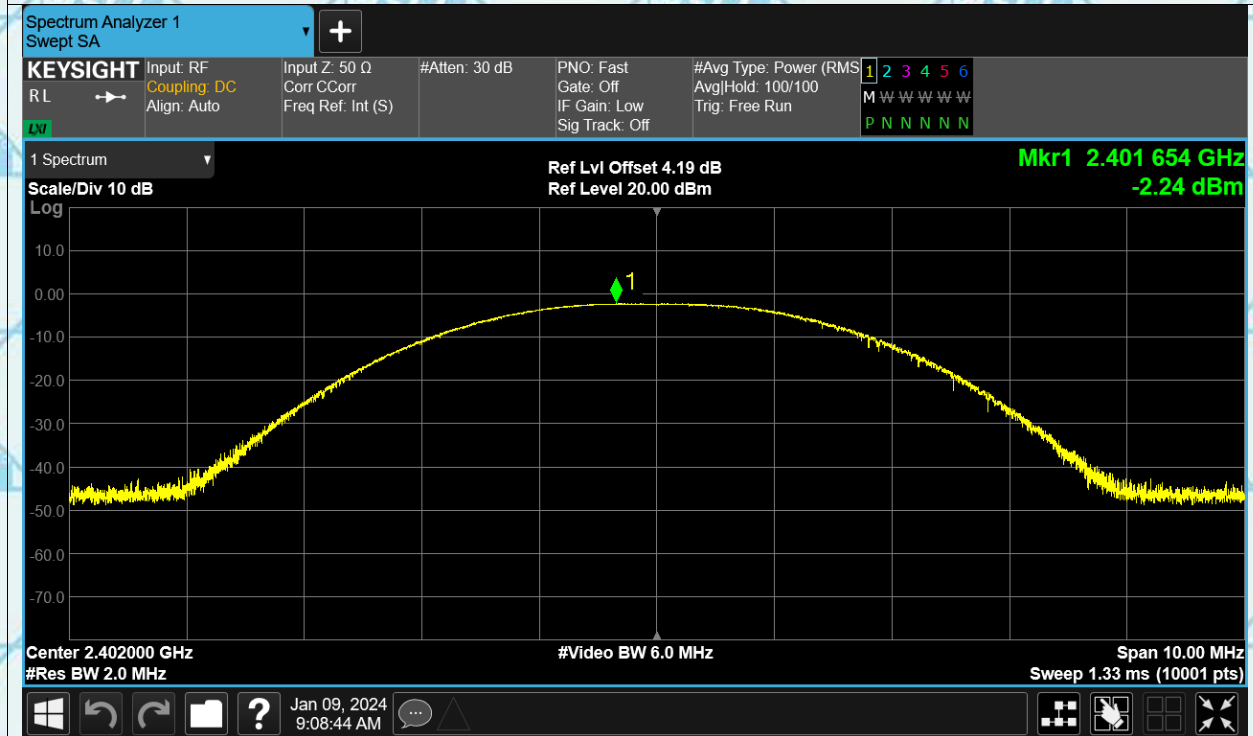 Spectrum Analyzer 1
Swept SA
+
KEYSIGHT
RL
LXI
Input: RF
Coupling: DC
Align: Auto
Input Z: 50 Ω
Corr CCorr
Freq Ref: Int (S)
#Atten: 30 dB
PNO: Fast
Gate: Off
IF Gain: Low
Sig Track: Off
#Avg Type: Power (RMS
Avg|Hold: 100/100
Trig: Free Run
1 2 3 4 5 6
M W W W W W
P N N N N N
1 Spectrum
Scale/Div 10 dB
Log
Ref Lvl Offset 4.19 dB
Ref Level 20.00 dBm
Mkr1 2.401 654 GHz
-2.24 dBm
1
10.0
0.00
-10.0
-20.0
-30.0
-40.0
-50.0
-60.0
-70.0
Center 2.402000 GHz
#Res BW 2.0 MHz
#Video BW 6.0 MHz
Span 10.00 MHz
Sweep 1.33 ms (10001 pts)
?
Jan 09, 2024
9:08:44 AM